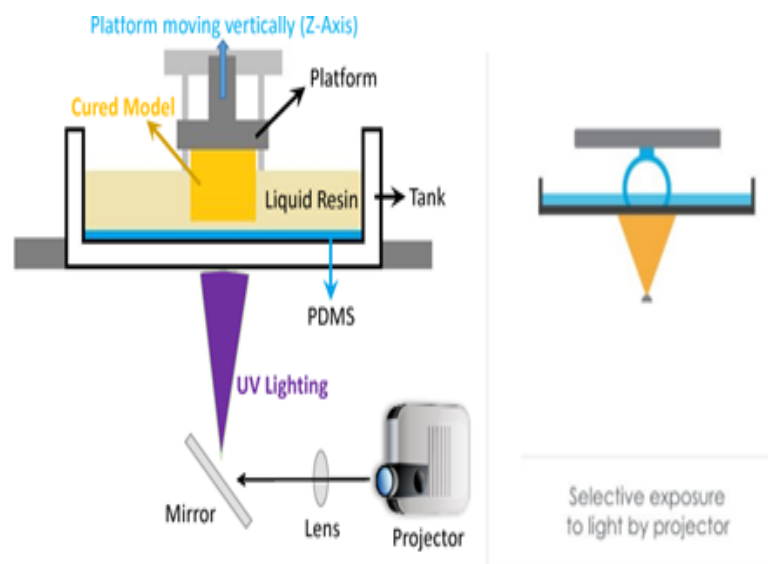 Platform moving vertically (Z-Axis)
Platform
Cured Model
Liquid Resin
Tank
PDMS
UV Lighting
Mirror
Lens
Projector
Selective exposure
to light by projector